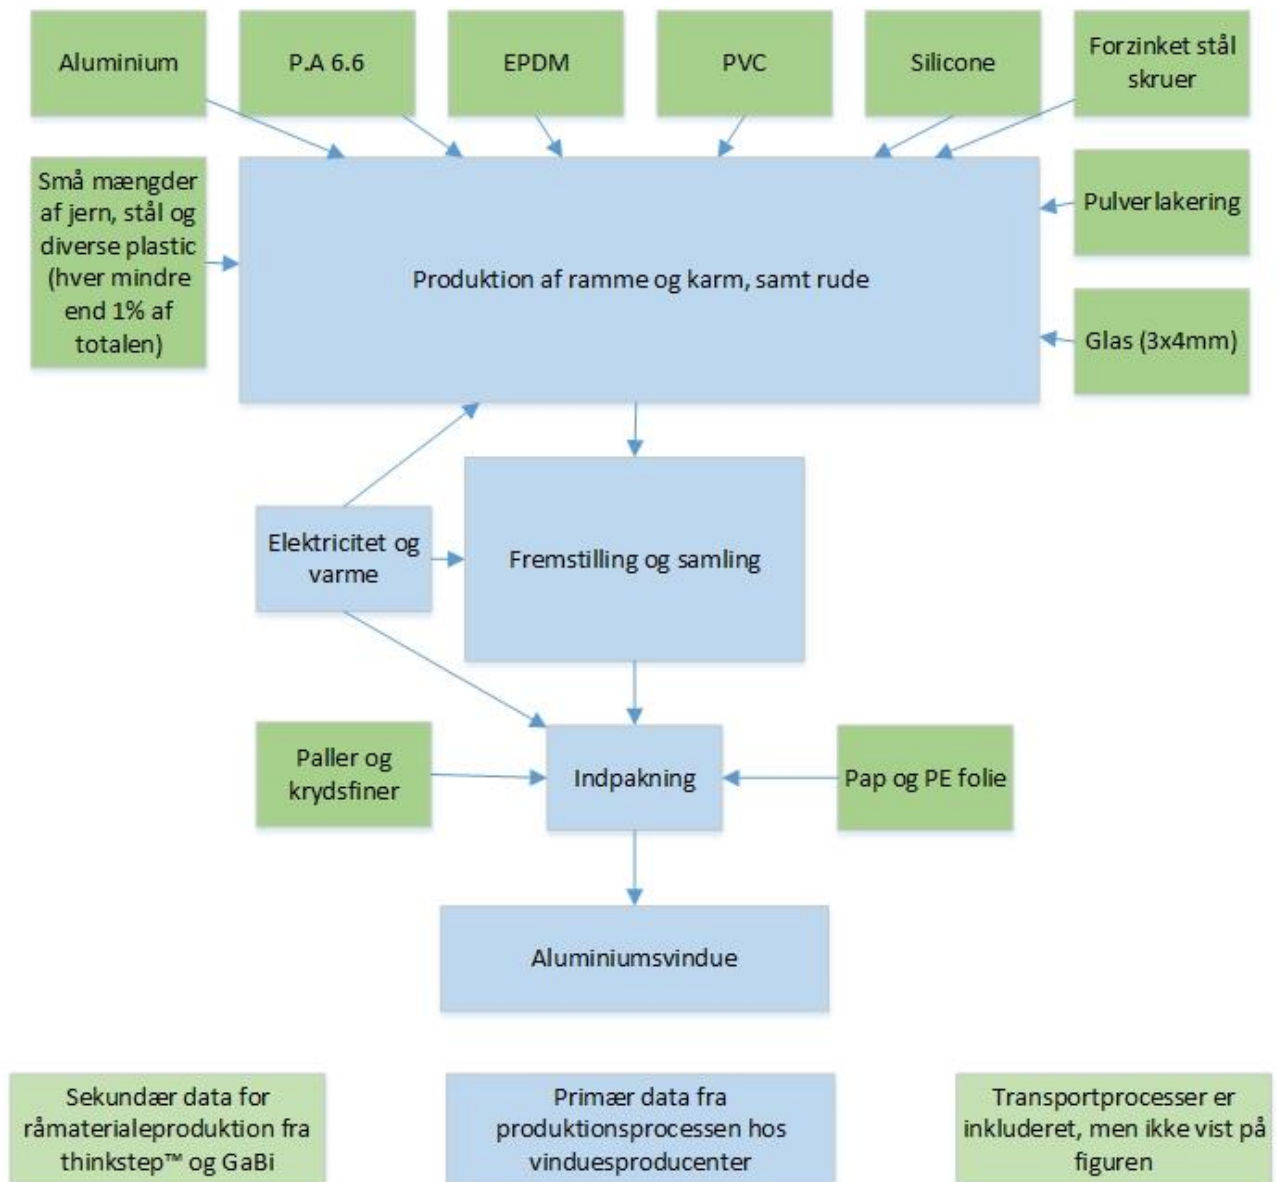 Aluminium
P.A 6.6
EPDM
PVC
Silicone
Forzinket stål
skruer
Små mængder
af jern, stål og
diverse plastic
(hver mindre
end 1% af
totalen)
Produktion af ramme og karm, samt rude
Pulverlakering
Glas (3x4mm)
Elektricitet og
varme
Fremstilling og samling
Paller og
krydsfiner
Indpakning
Pap og PE folie
Aluminiumsvindue
Sekundær data for
råmaterialeproduktion fra
thinkstep™ og GaBi
Primær data fra
produktionsprocessen hos
vinduesproducenter
Transportprocesser er
inkluderet, men ikke vist på
figuren